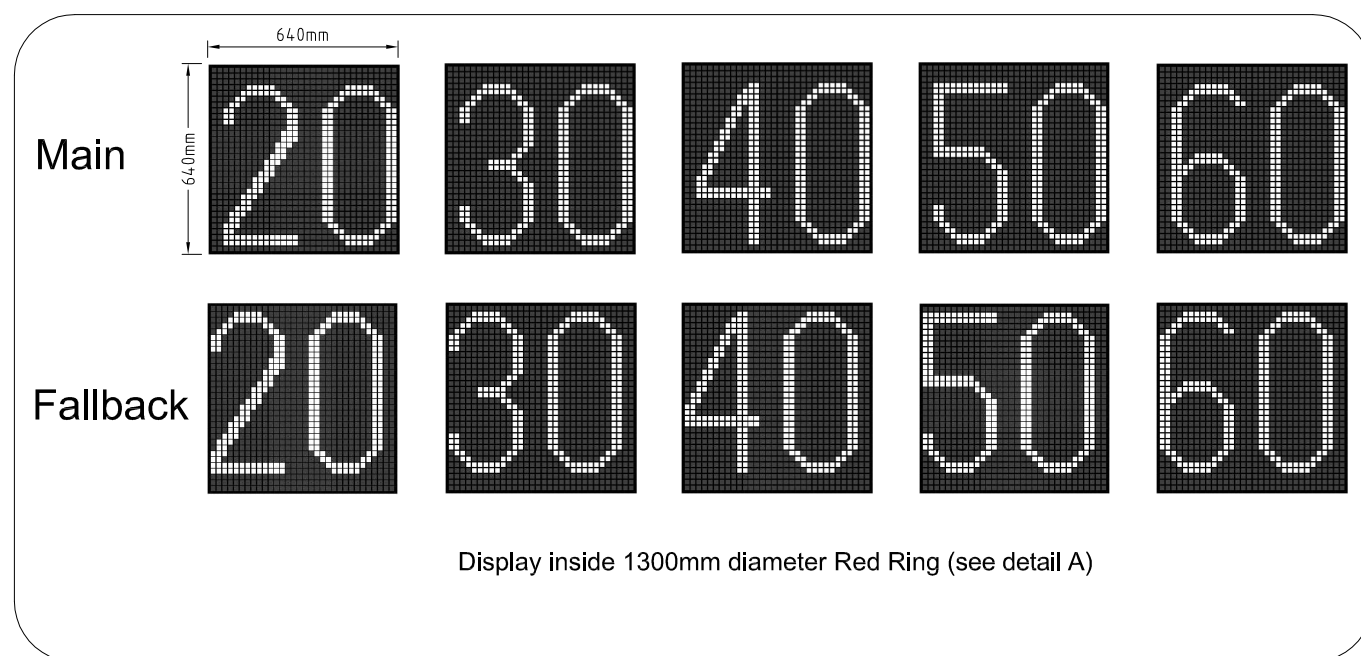 640mm
640mm
Main
20 30 40 50 60
Fallback
20 30 40 50 60
Display inside 1300mm diameter Red Ring (see detail A)